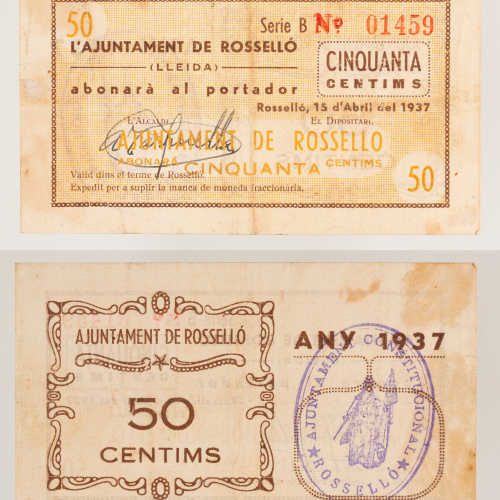 50 Serie B Nº 01459
L'AJUNTAMENT DE ROSSELLÓ
(LLEIDA)
abonarà al portador
CINQUANTA
CENTIMS
Rosselló, 15 d'Abril del 1937
L'ALCALDE, EL DIPOSITARI,
AJUNTAMENT DE ROSSELLO
ABONARÀ CINQUANTA CENTIMS
Vàlid dins el terme de Rosselló.
Expedit per a suplir la manca de moneda fraccionària.
50
AJUNTAMENT DE ROSSELLÓ
50
CENTIMS
ANY 1937
AJUNTAMENT CONSTITUCIONAL
★ ROSSELLÓ ★